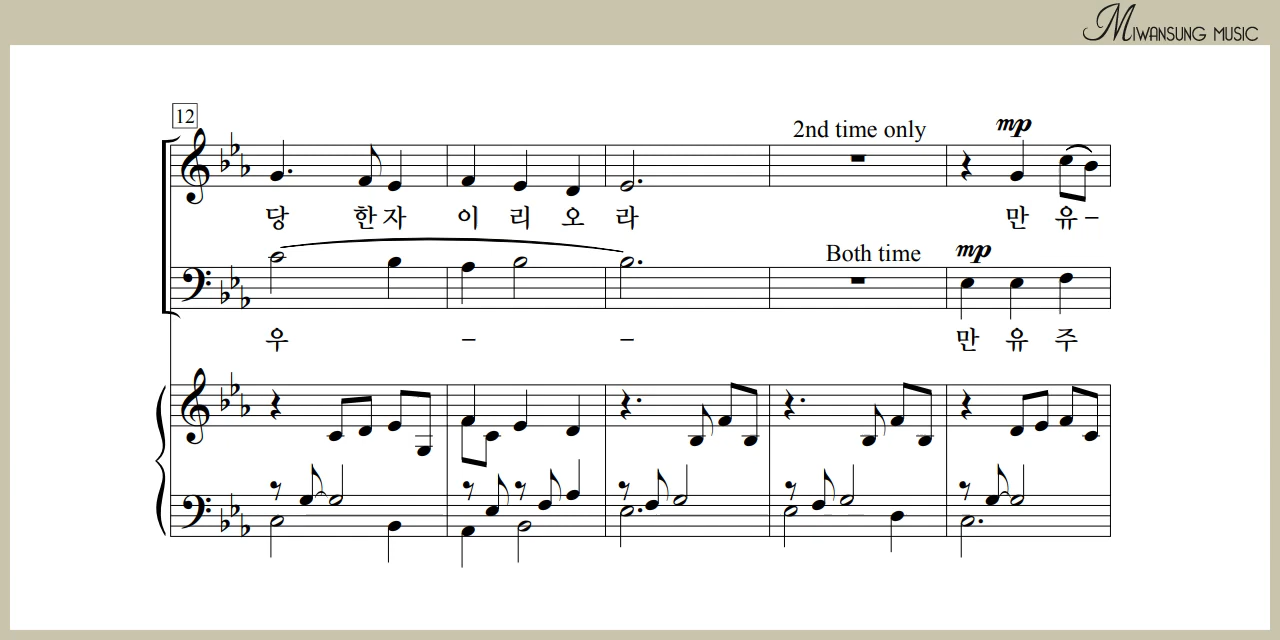 MIWANSUNG MUSIC
12
2nd time only
mp
당 한 자 이 리 오 라 만 유 -
Both time
mp
우 - - 만 유 주